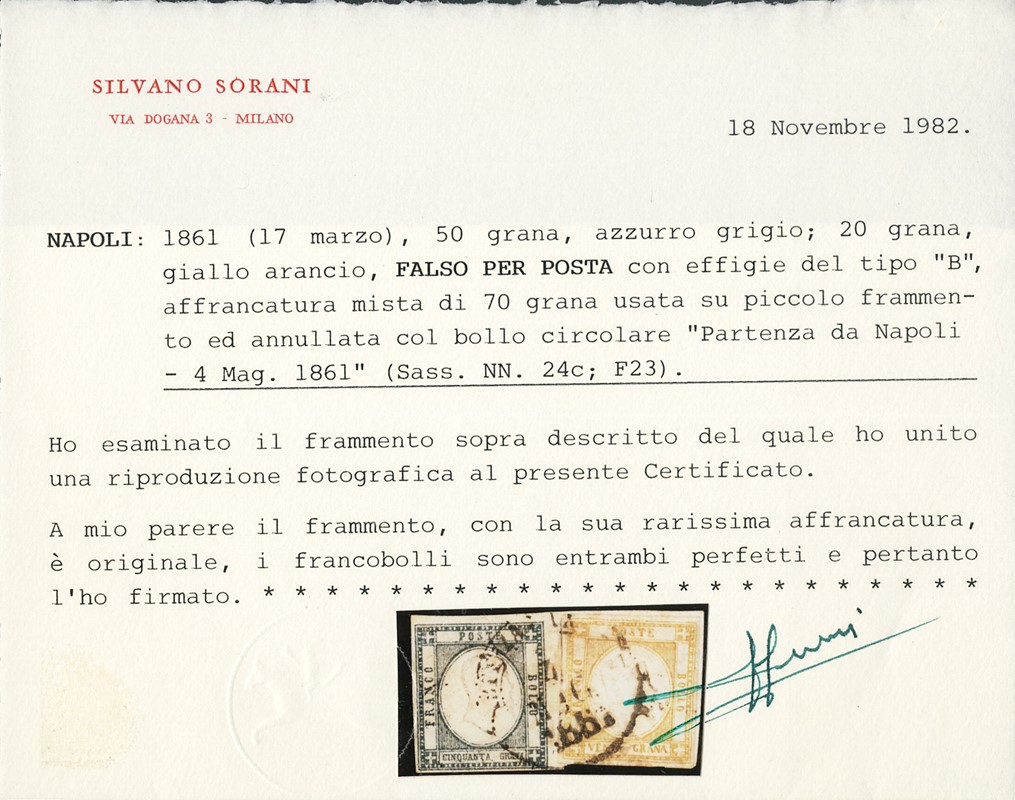 SILVANO SORANI
VIA DOGANA 3 - MILANO
18 Novembre 1982.
NAPOLI: 1861 (17 marzo), 50 grana, azzurro grigio; 20 grana,
giallo arancio, FALSO PER POSTA con effigie del tipo "B",
affrancatura mista di 70 grana usata su piccolo frammen-
to ed annullata col bollo circolare "Partenza da Napoli
- 4 Mag. 1861" (Sass. NN. 24c; F23).
Ho esaminato il frammento sopra descritto del quale ho unito
una riproduzione fotografica al presente Certificato.
A mio parere il frammento, con la sua rarissima affrancatura,
è originale, i francobolli sono entrambi perfetti e pertanto
l'ho firmato. * * * * * * * * * * * * * * * * * * * * * *
FRANCO POSTE BOLLO
CINQUANTA GRANA
BOLLO
GRANA